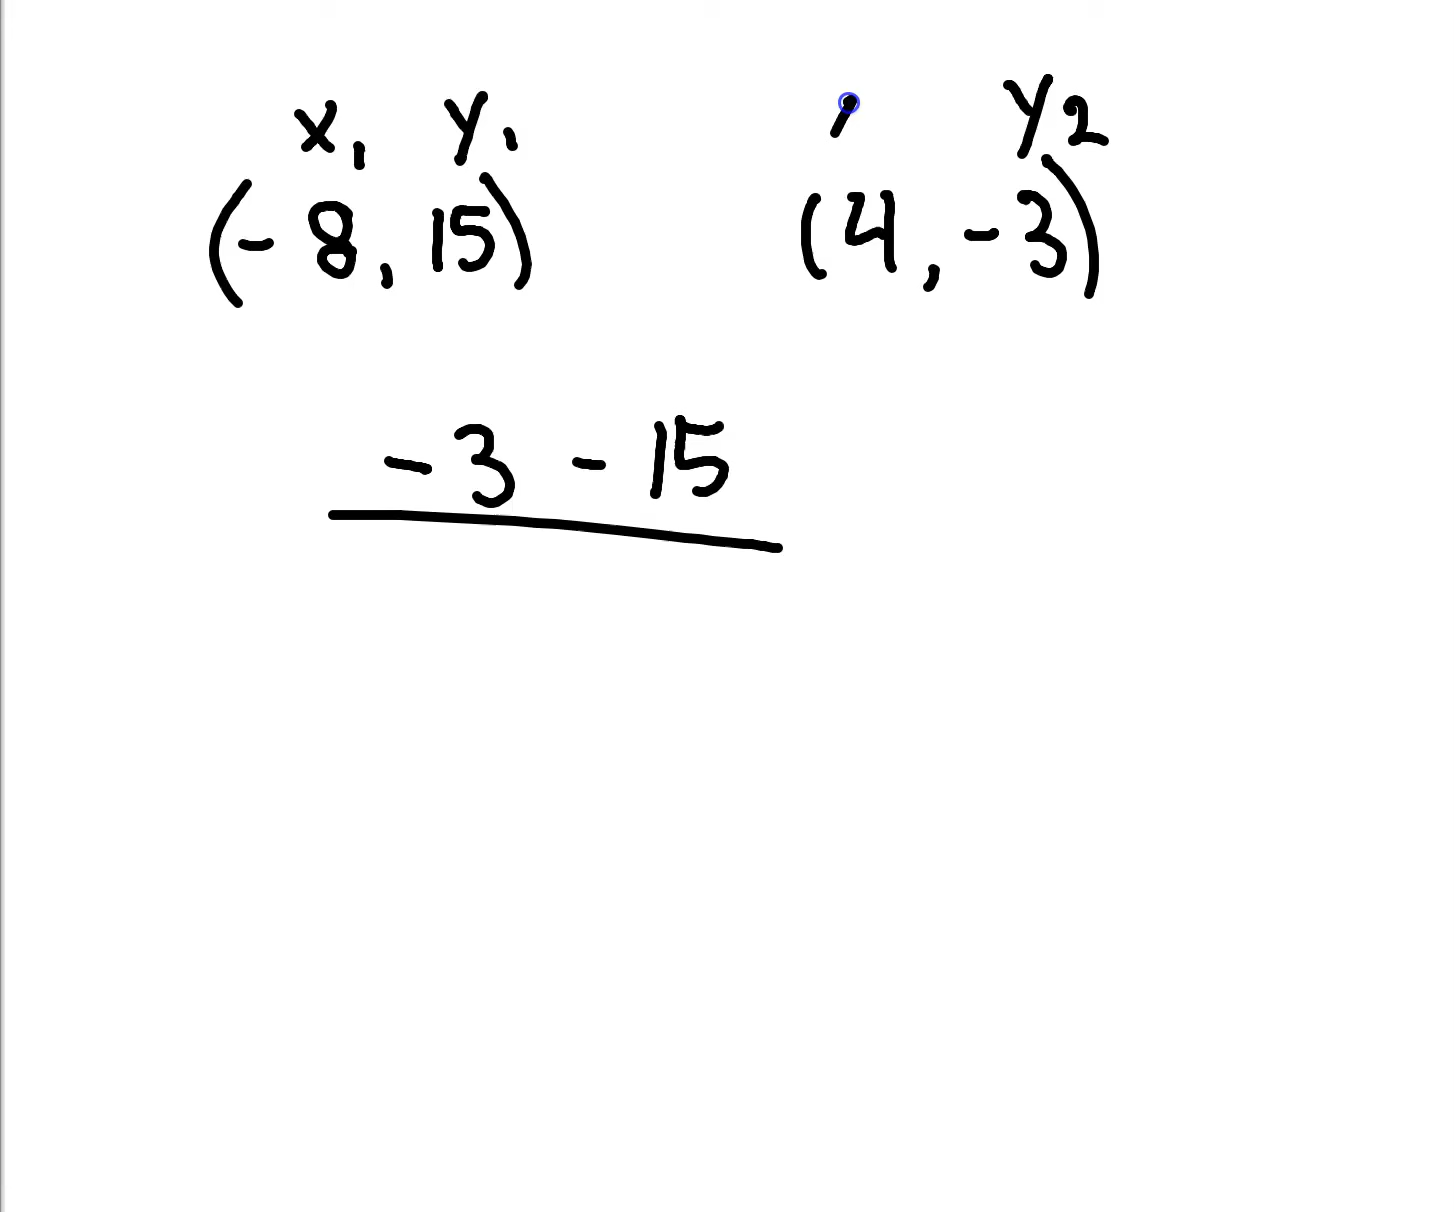 x₁ y₁ y₂
(-8, 15) (4, -3)
-3 - 15